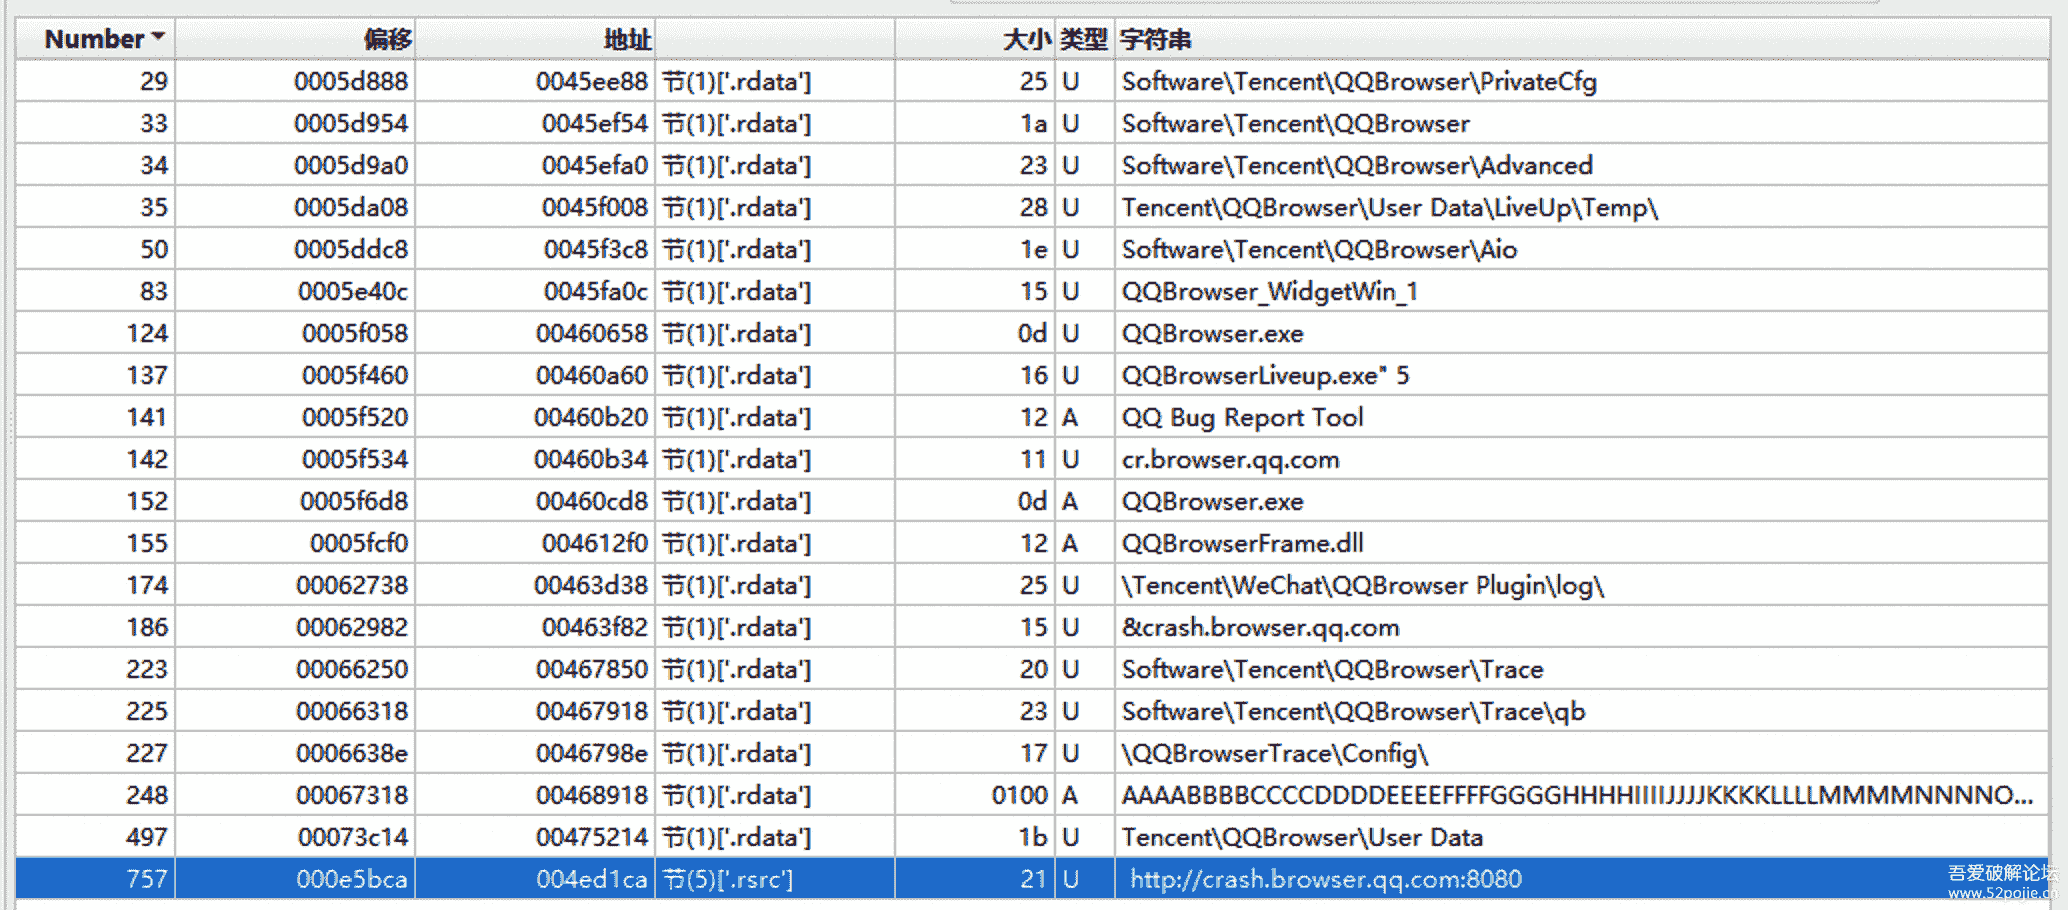 Number 偏移 地址 大小 类型 字符串
29 0005d888 0045ee88 节(1)['.rdata'] 25 U Software\Tencent\QQBrowser\PrivateCfg
33 0005d954 0045ef54 节(1)['.rdata'] 1a U Software\Tencent\QQBrowser
34 0005d9a0 0045efa0 节(1)['.rdata'] 23 U Software\Tencent\QQBrowser\Advanced
35 0005da08 0045f008 节(1)['.rdata'] 28 U Tencent\QQBrowser\User Data\LiveUp\Temp\
50 0005ddc8 0045f3c8 节(1)['.rdata'] 1e U Software\Tencent\QQBrowser\Aio
83 0005e40c 0045fa0c 节(1)['.rdata'] 15 U QQBrowser_WidgetWin_1
124 0005f058 00460658 节(1)['.rdata'] 0d U QQBrowser.exe
137 0005f460 00460a60 节(1)['.rdata'] 16 U QQBrowserLiveup.exe" 5
141 0005f520 00460b20 节(1)['.rdata'] 12 A QQ Bug Report Tool
142 0005f534 00460b34 节(1)['.rdata'] 11 U cr.browser.qq.com
152 0005f6d8 00460cd8 节(1)['.rdata'] 0d A QQBrowser.exe
155 0005fcf0 004612f0 节(1)['.rdata'] 12 A QQBrowserFrame.dll
174 00062738 00463d38 节(1)['.rdata'] 25 U \Tencent\WeChat\QQBrowser Plugin\log\
186 00062982 00463f82 节(1)['.rdata'] 15 U &crash.browser.qq.com
223 00066250 00467850 节(1)['.rdata'] 20 U Software\Tencent\QQBrowser\Trace
225 00066318 00467918 节(1)['.rdata'] 23 U Software\Tencent\QQBrowser\Trace\qb
227 0006638e 0046798e 节(1)['.rdata'] 17 U \QQBrowserTrace\Config\
248 00067318 00468918 节(1)['.rdata'] 0100 A AAAABBBBCCCCDDDDEEEEFFFFGGGGHHHHIIIIJJJJKKKKLLLLMMMMNNNNO...
497 00073c14 00475214 节(1)['.rdata'] 1b U Tencent\QQBrowser\User Data
757 000e5bca 004ed1ca 节(5)['.rsrc'] 21 U http://crash.browser.qq.com:8080
吾爱破解论坛
www.52pojie.cn